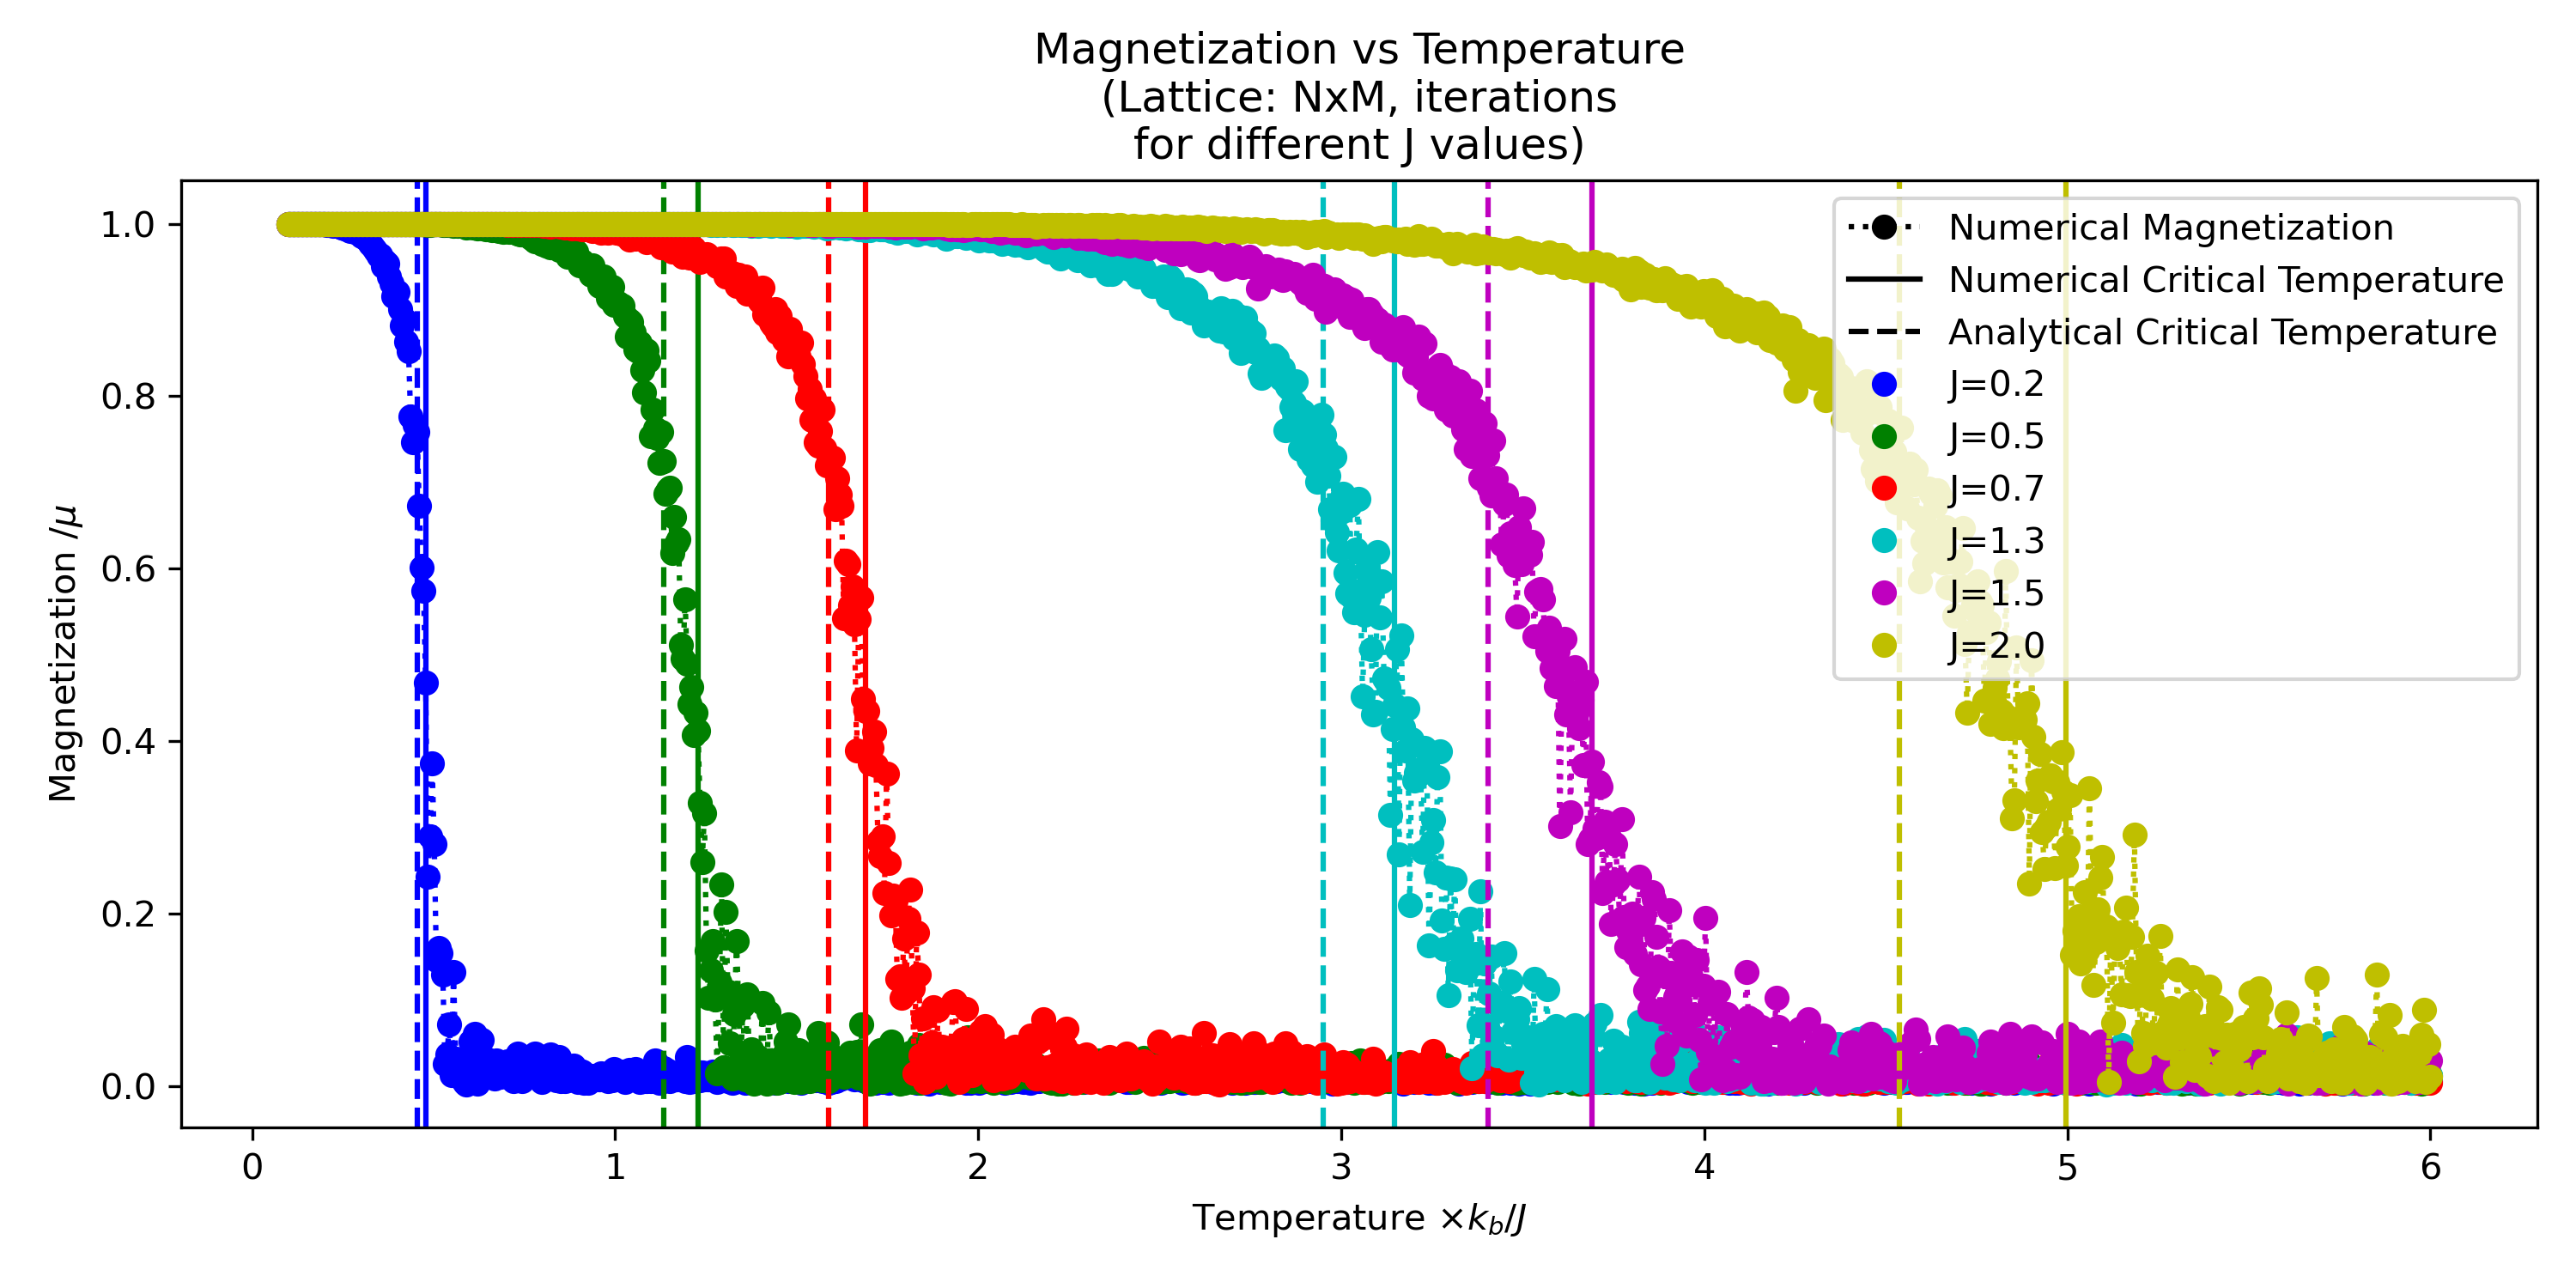 Magnetization vs Temperature
(Lattice: NxM, iterations
for different J values)
Magnetization /μ
1.0
0.8
0.6
0.4
0.2
0.0
Numerical Magnetization
Numerical Critical Temperature
Analytical Critical Temperature
J=0.2
J=0.5
J=0.7
J=1.3
J=1.5
J=2.0
0 1 2 3 4 5 6
Temperature ×k_b/J